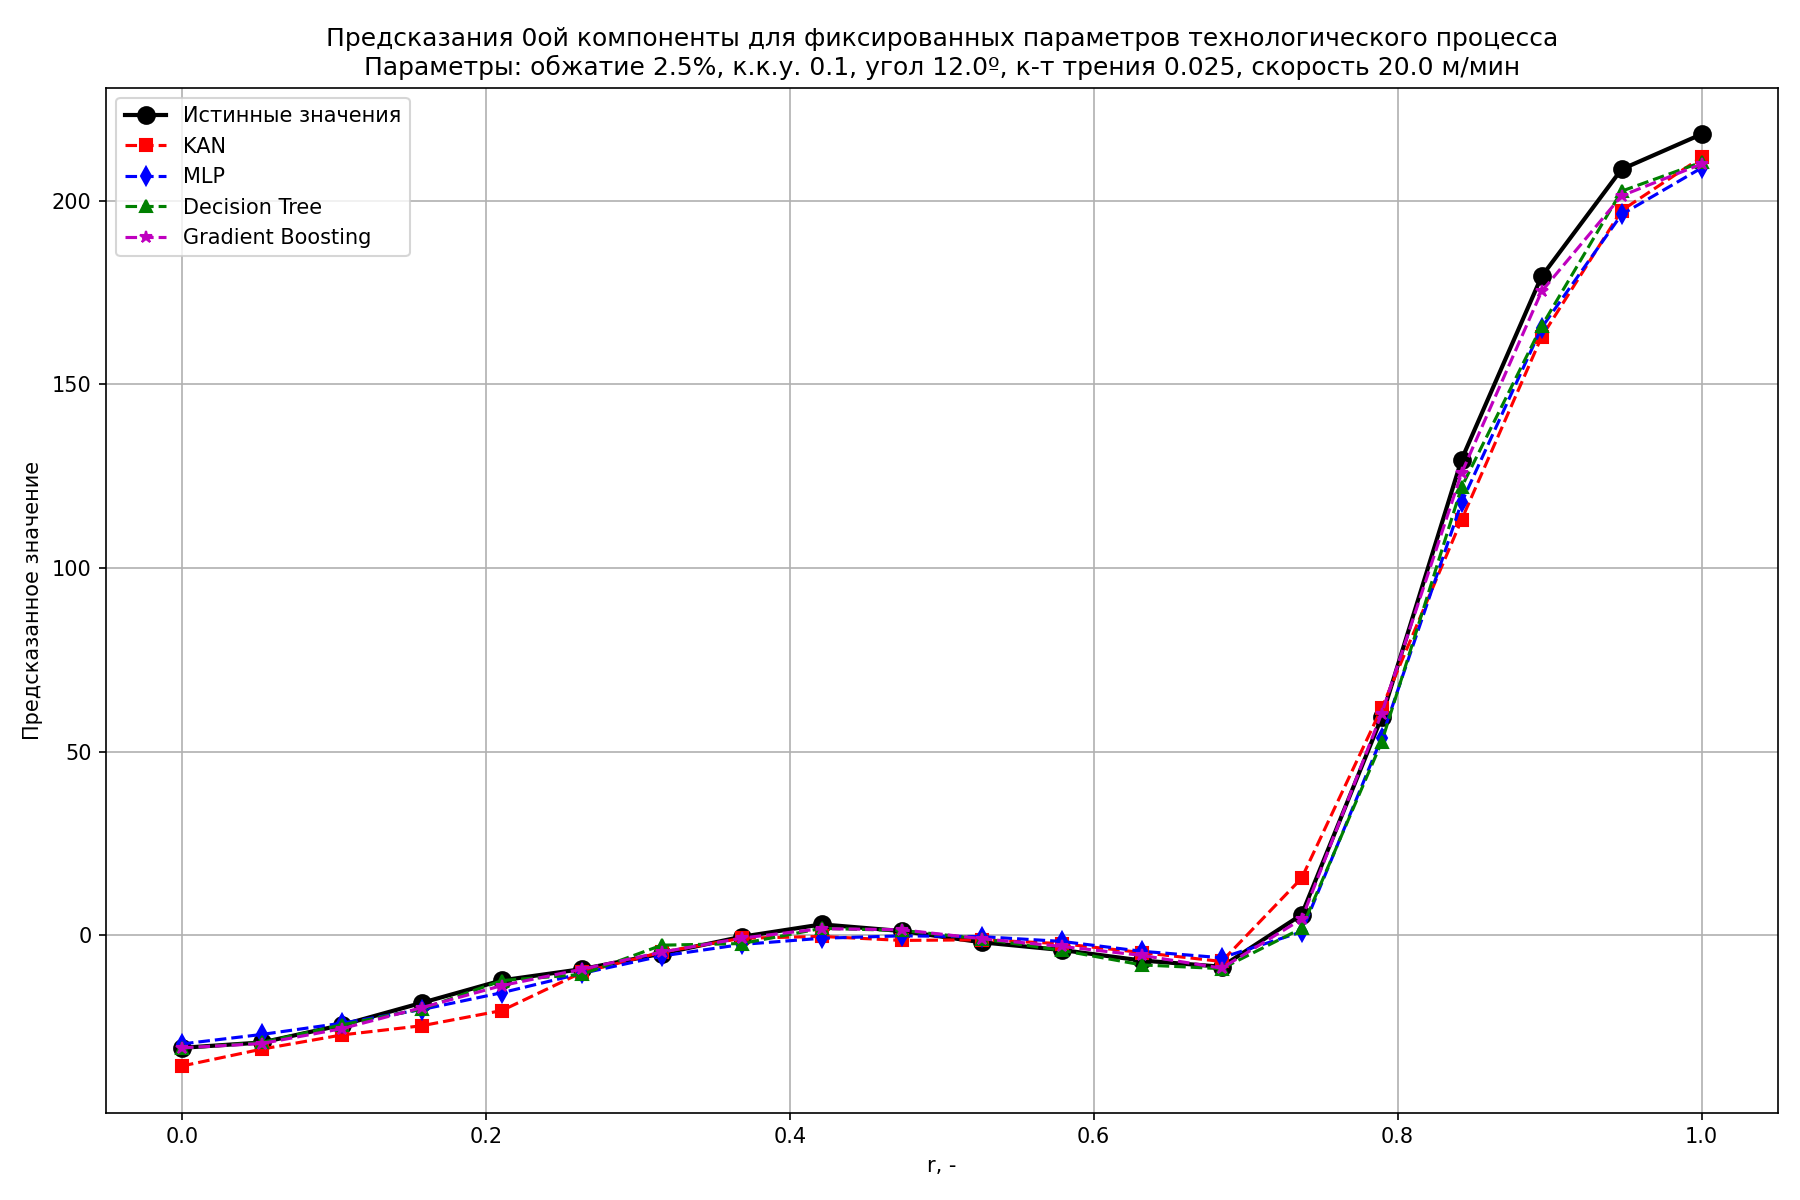 Предсказания 0ой компоненты для фиксированных параметров технологического процесса
Параметры: обжатие 2.5%, к.к.у. 0.1, угол 12.0º, к-т трения 0.025, скорость 20.0 м/мин
Истинные значения
KAN
MLP
Decision Tree
Gradient Boosting
Предсказанное значение
200
150
100
50
0
0.0
0.2
0.4
0.6
0.8
1.0
r, -